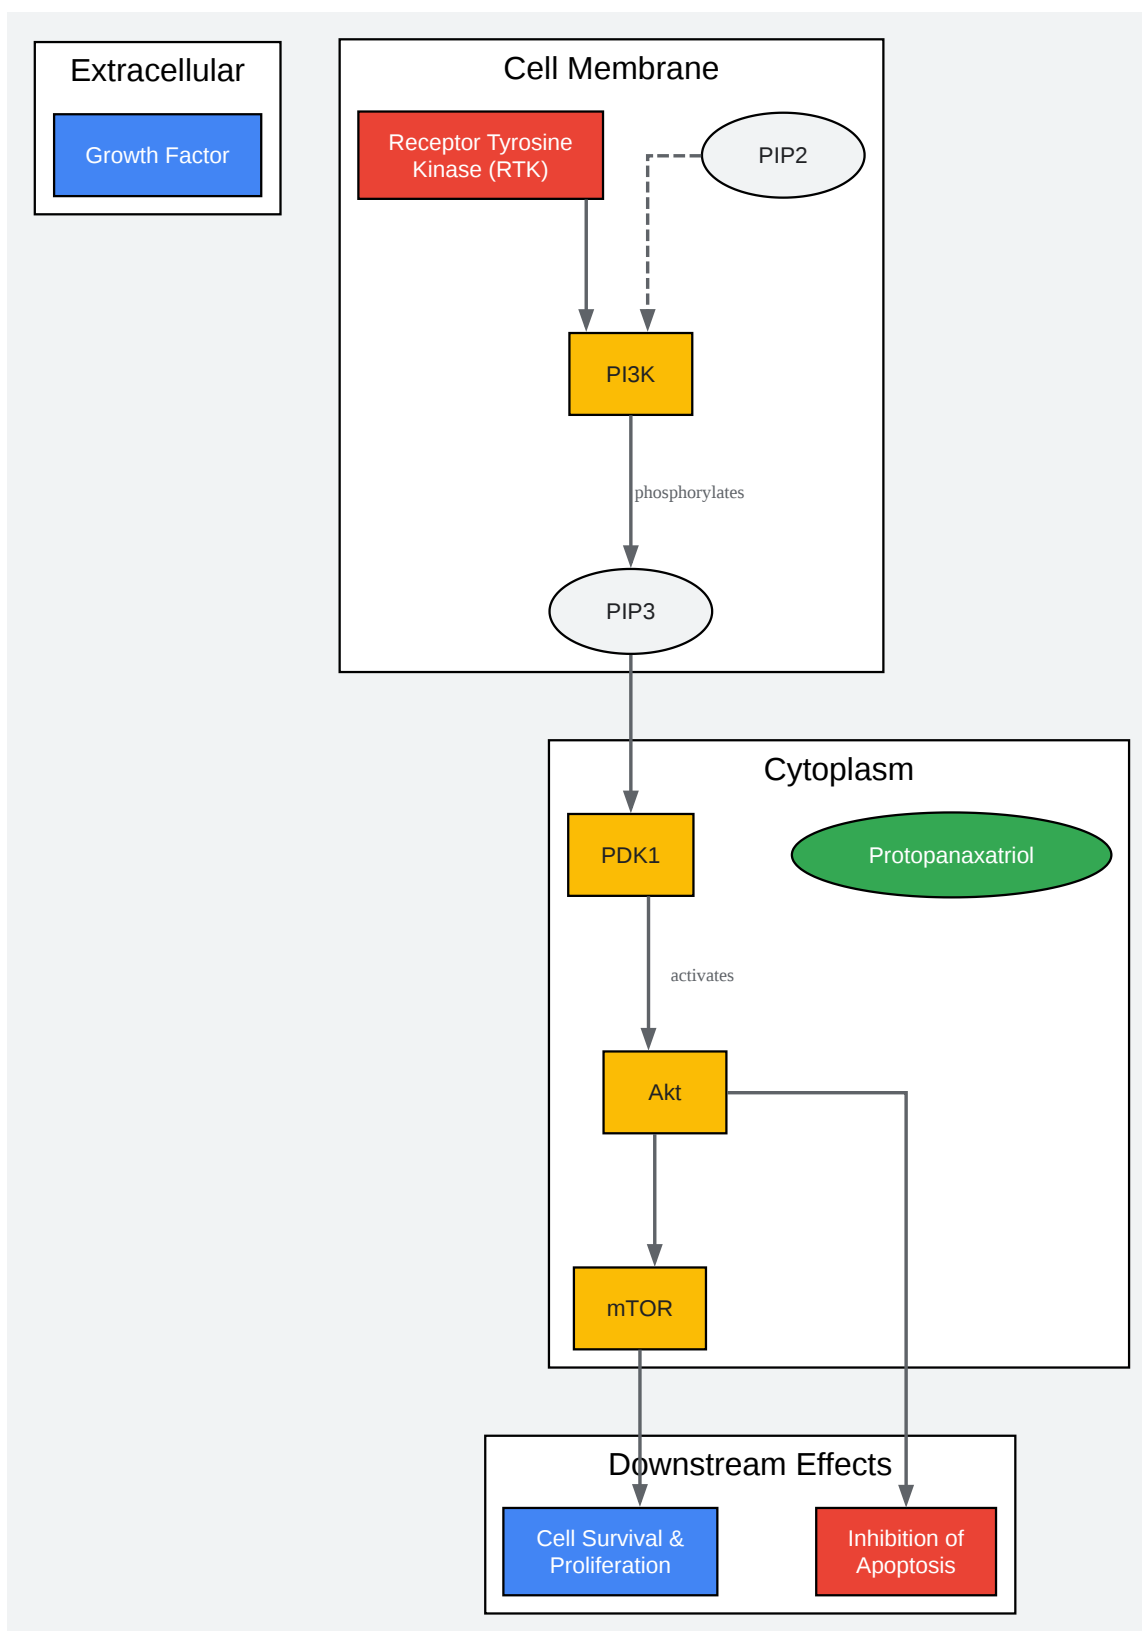 Extracellular
Growth Factor
Cell Membrane
Receptor Tyrosine
Kinase (RTK)
PIP2
PI3K
phosphorylates
PIP3
Cytoplasm
PDK1
Protopanaxatriol
activates
Akt
mTOR
Downstream Effects
Cell Survival &
Proliferation
Inhibition of
Apoptosis